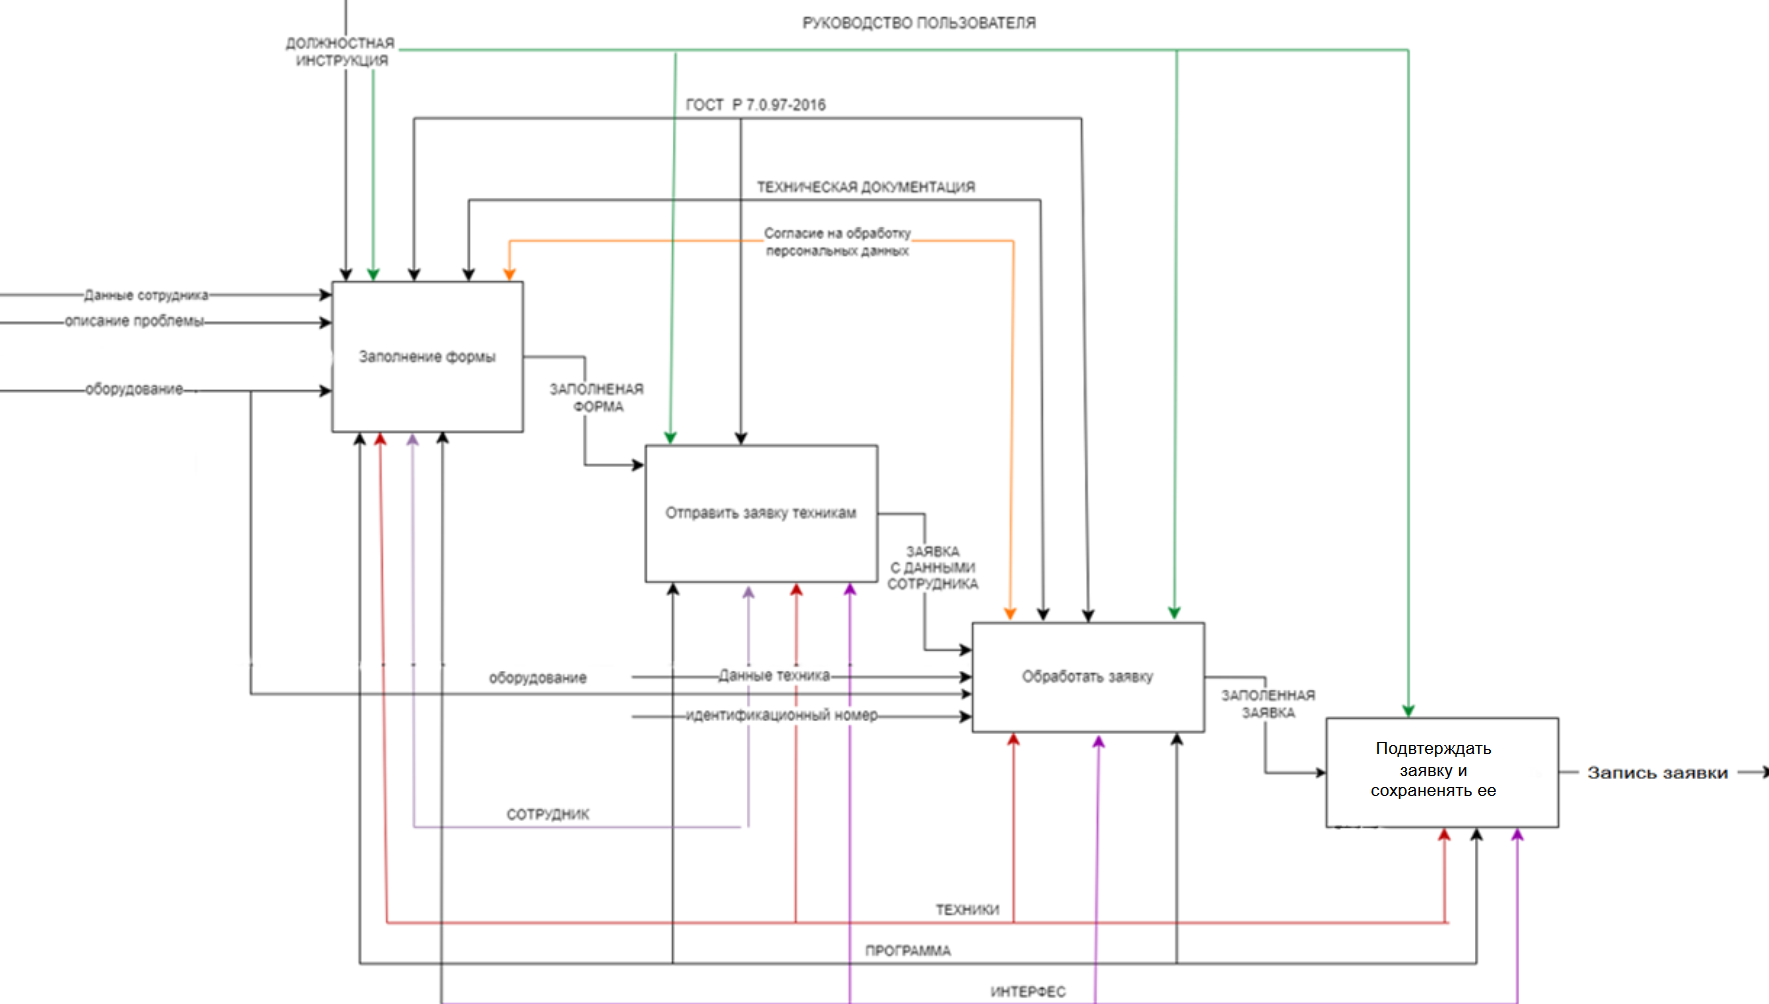 РУКОВОДСТВО ПОЛЬЗОВАТЕЛЯ
ДОЛЖНОСТНАЯ
ИНСТРУКЦИЯ
ГОСТ Р 7.0.97-2016
ТЕХНИЧЕСКАЯ ДОКУМЕНТАЦИЯ
Согласие на обработку
персональных данных
Данные сотрудника
описание проблемы
Заполнение формы
оборудование
ЗАПОЛНЕНАЯ
ФОРМА
Отправить заявку техникам
ЗАЯВКА
С ДАННЫМИ
СОТРУДНИКА
оборудование
Данные техника
идентификационный номер
Обработать заявку
ЗАПОЛЕННАЯ
ЗАЯВКА
Подвтерждать
заявку и
сохраненять ее
Запись заявки
СОТРУДНИК
ТЕХНИКИ
ПРОГРАММА
ИНТЕРФЕС